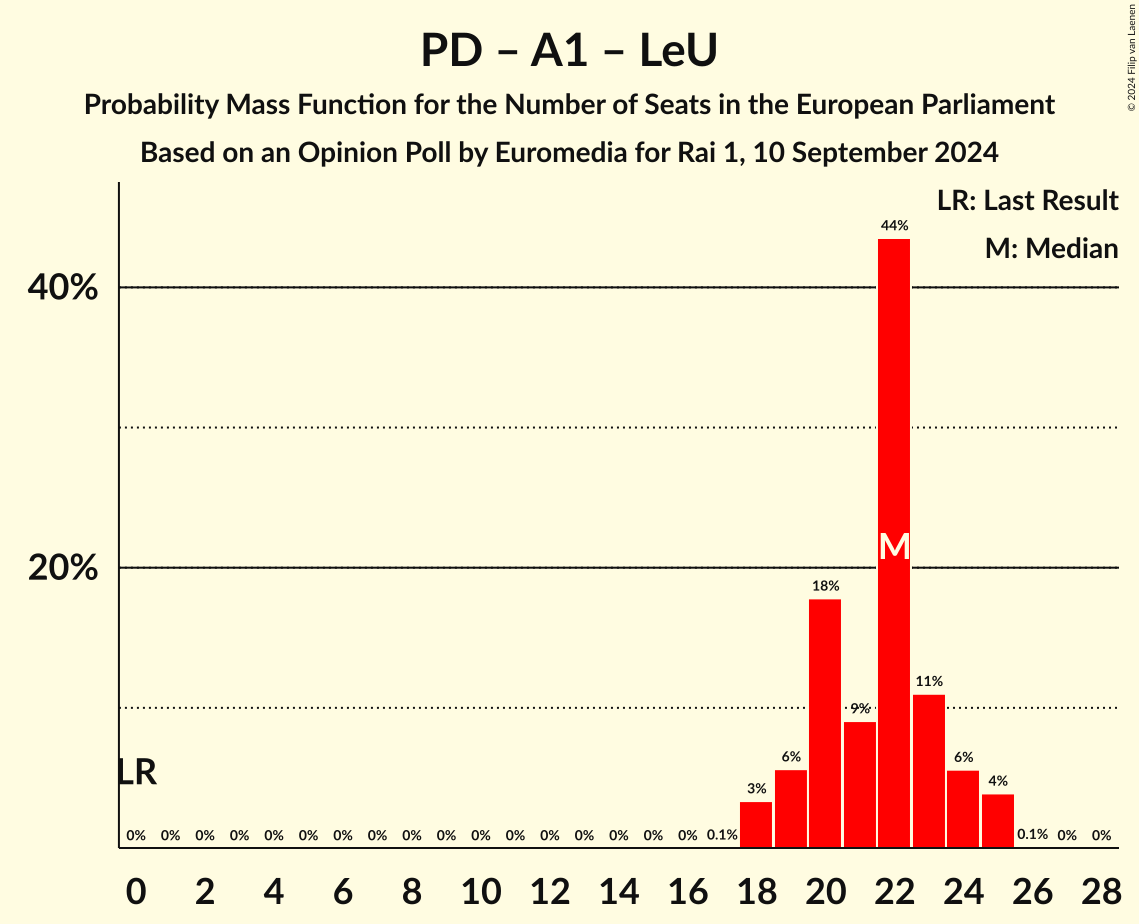 PD – A1 – LeU
Probability Mass Function for the Number of Seats in the European Parliament
Based on an Opinion Poll by Euromedia for Rai 1, 10 September 2024
© 2024 Filip van Laenen
LR: Last Result
M: Median
44%
40%
M
20%
18%
11%
9%
LR
6%
6%
3%
4%
0% 0% 0% 0% 0% 0% 0% 0% 0% 0% 0% 0% 0% 0% 0% 0% 0% 0.1% 0.1% 0% 0%
0 2 4 6 8 10 12 14 16 18 20 22 24 26 28